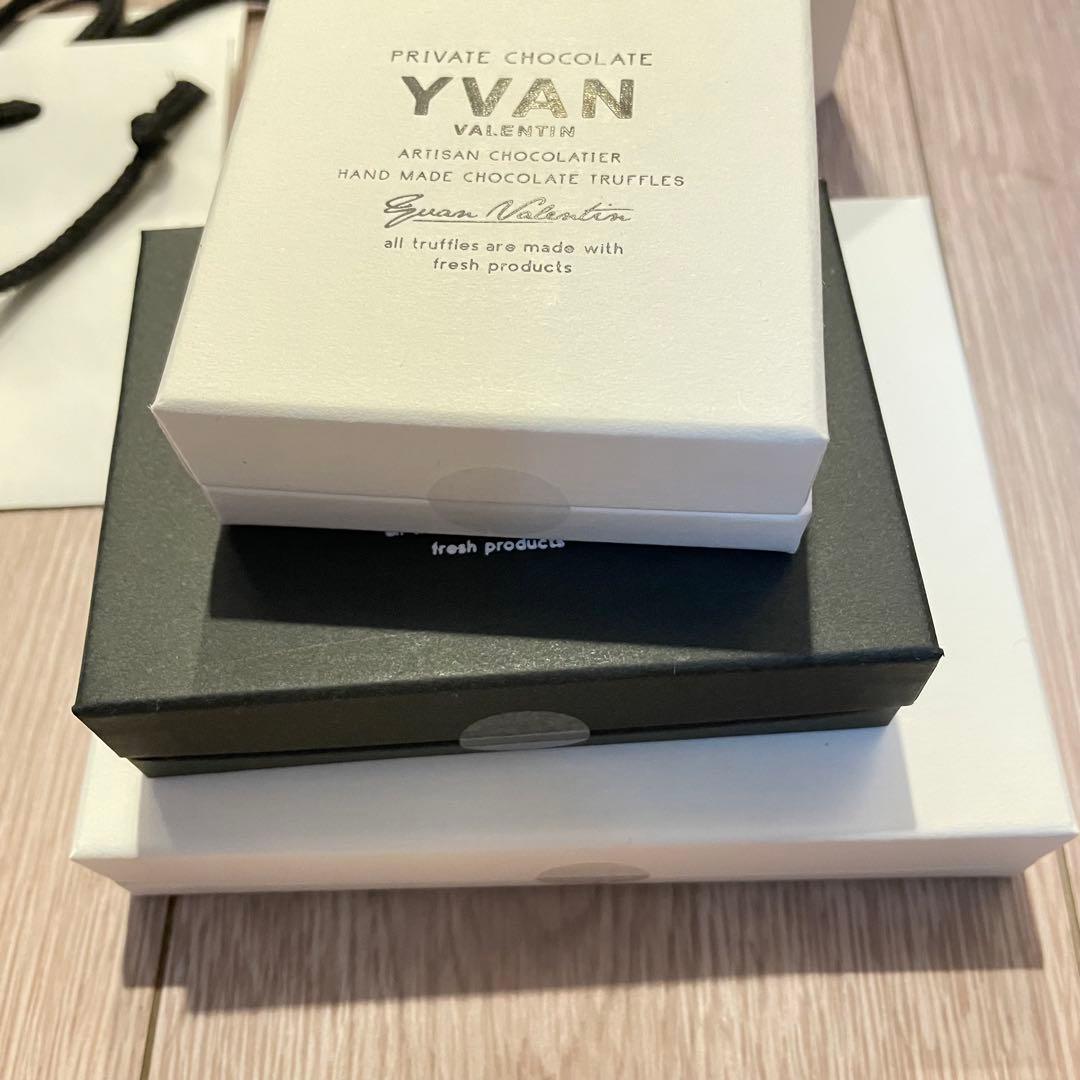 PRIVATE CHOCOLATE
YVAN
VALENTIN
ARTISAN CHOCOLATIER
HAND MADE CHOCOLATE TRUFFLES
Yvan Valentin
all truffles are made with
fresh products
fresh products